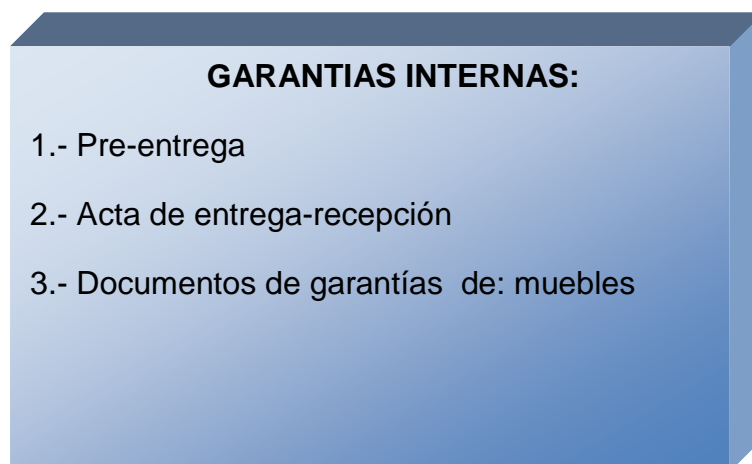 GARANTIAS INTERNAS:
1.- Pre-entrega
2.- Acta de entrega-recepción
3.- Documentos de garantías  de: muebles